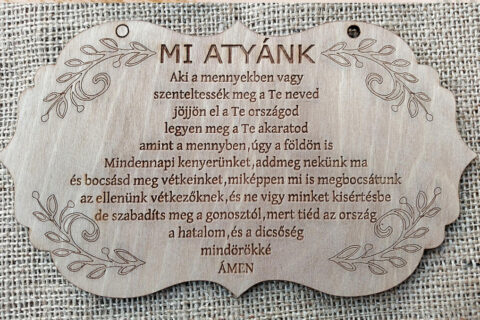 MI ATYÁNK
Aki a mennyekben vagy
szenteltessék meg a Te neved
jöjjön el a Te országod
legyen meg a Te akaratod
amint a mennyben,úgy a földön is
Mindennapi kenyerünket,addmeg nekünk ma
és bocsásd meg vétkeinket,miképpen mi is megbocsátunk
az ellenünk vétkezőknek,és ne vigy minket kisértésbe
de szabadíts meg a gonosztól,mert tiéd az ország
a hatalom,és a dicsőség
mindörökké
ÁMEN